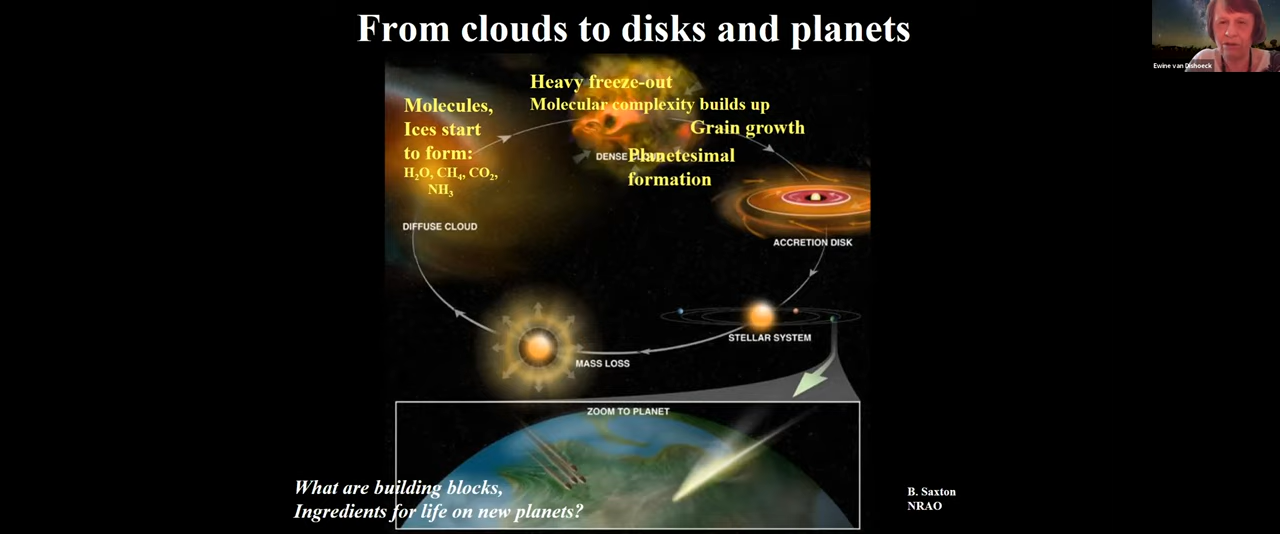 From clouds to disks and planets
Ewine van Dishoeck
Heavy freeze-out
Molecular complexity builds up
Molecules,
Ices start
to form:
H₂O, CH₄, CO₂,
NH₃
Grain growth
DENSE
Planetesimal
formation
DIFFUSE CLOUD
ACCRETION DISK
STELLAR SYSTEM
MASS LOSS
ZOOM TO PLANET
What are building blocks,
Ingredients for life on new planets?
B. Saxton
NRAO